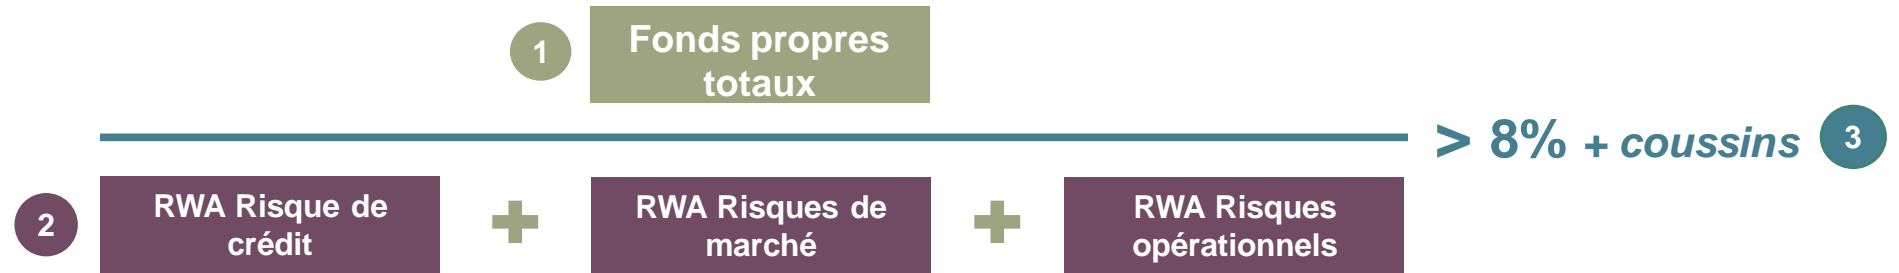 1
Fonds propres
totaux
> 8% + coussins
3
2
RWA Risque de
crédit
+
RWA Risques de
marché
+
RWA Risques
opérationnels